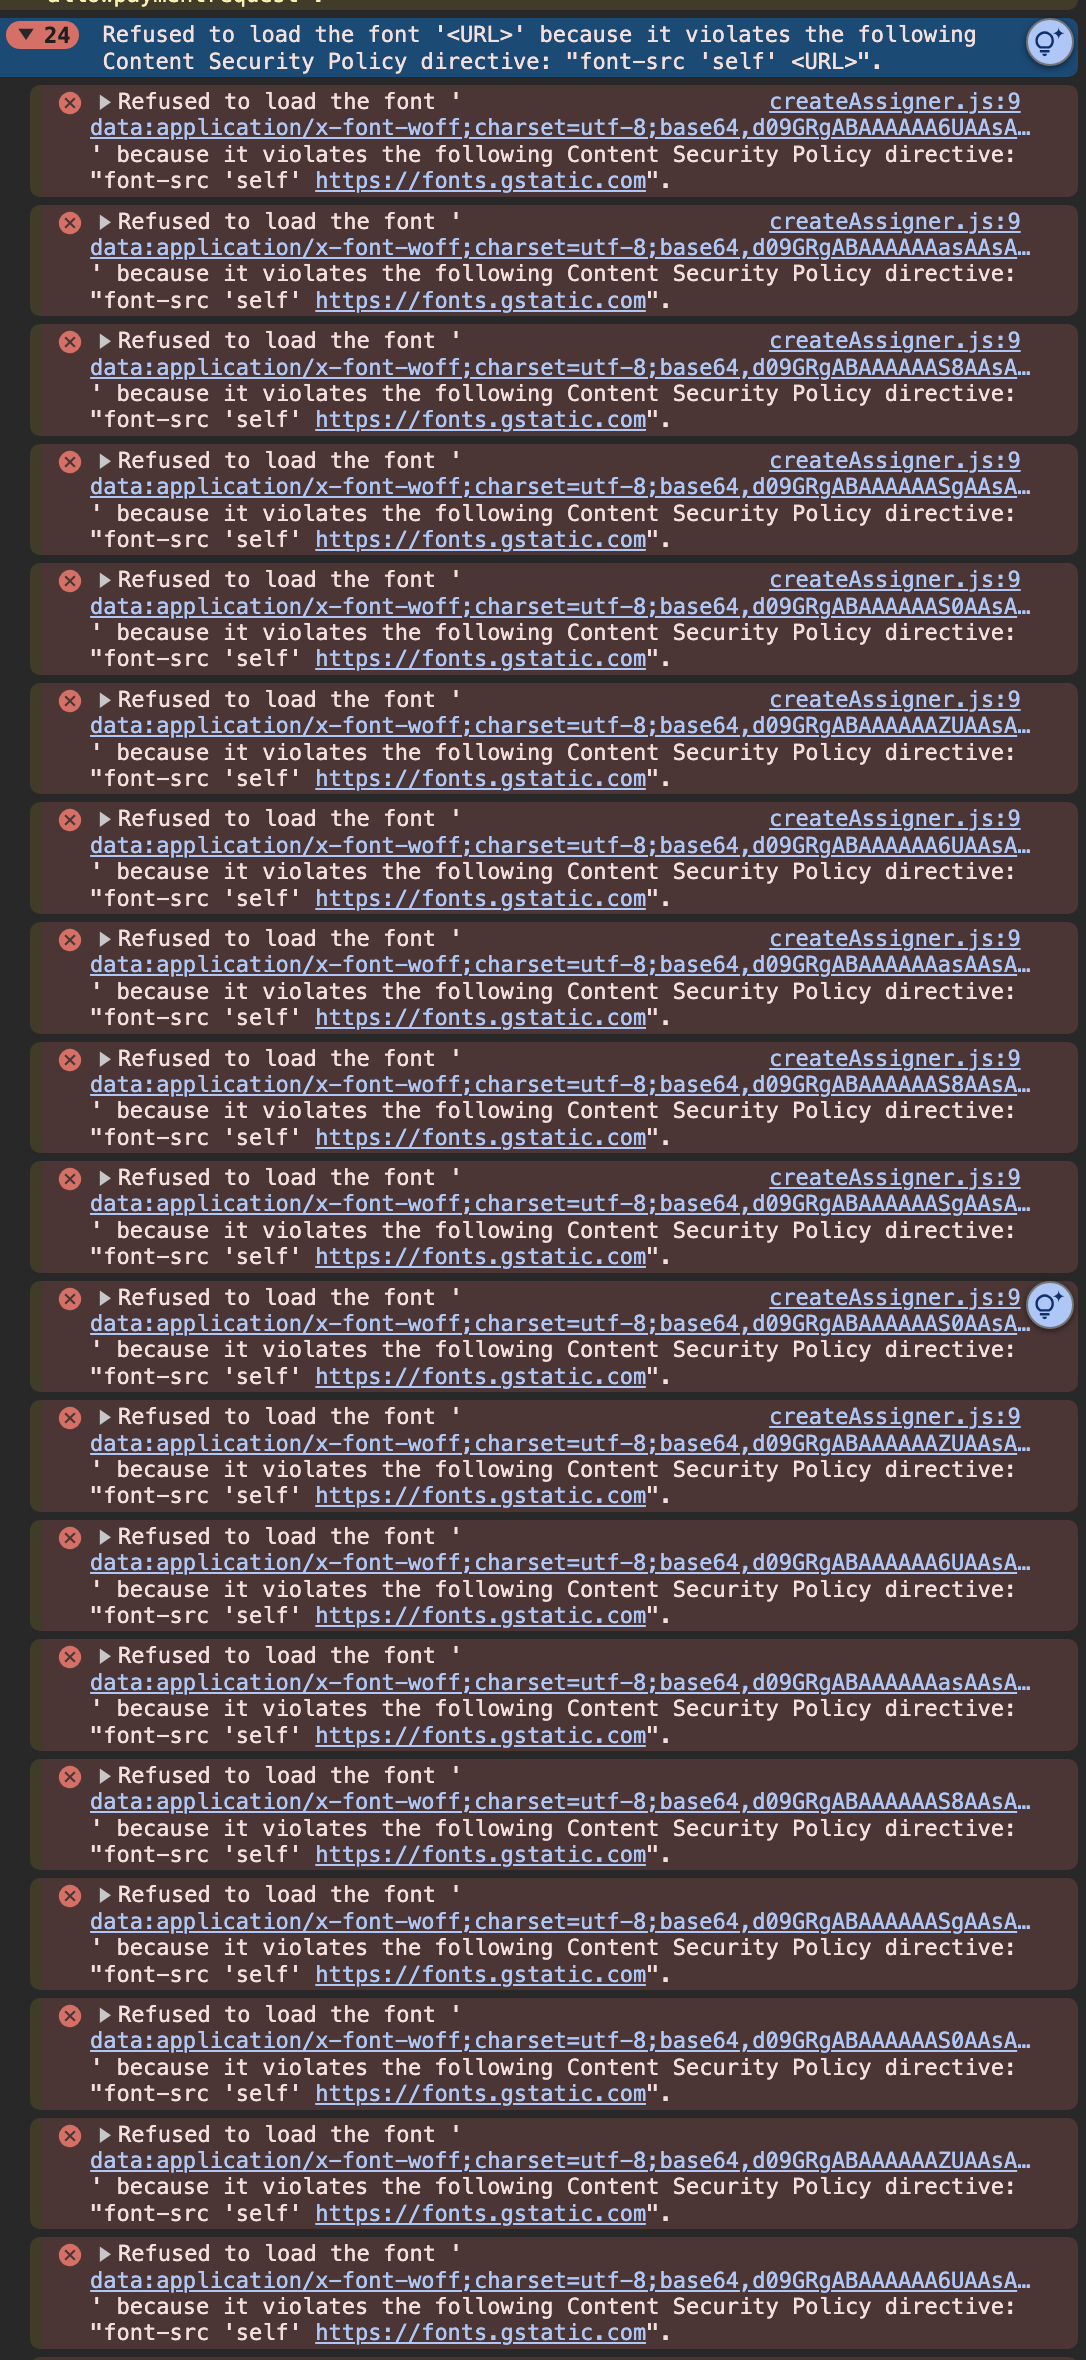 allowpaymentrequest'.
24 Refused to load the font '<URL>' because it violates the following
Content Security Policy directive: "font-src 'self' <URL>".
Refused to load the font ' createAssigner.js:9
data:application/x-font-woff;charset=utf-8;base64,d09GRgABAAAAAA6UAAsA…
' because it violates the following Content Security Policy directive:
"font-src 'self' https://fonts.gstatic.com".
Refused to load the font ' createAssigner.js:9
data:application/x-font-woff;charset=utf-8;base64,d09GRgABAAAAAAasAAsA…
' because it violates the following Content Security Policy directive:
"font-src 'self' https://fonts.gstatic.com".
Refused to load the font ' createAssigner.js:9
data:application/x-font-woff;charset=utf-8;base64,d09GRgABAAAAAAS8AAsA…
' because it violates the following Content Security Policy directive:
"font-src 'self' https://fonts.gstatic.com".
Refused to load the font ' createAssigner.js:9
data:application/x-font-woff;charset=utf-8;base64,d09GRgABAAAAAASgAAsA…
' because it violates the following Content Security Policy directive:
"font-src 'self' https://fonts.gstatic.com".
Refused to load the font ' createAssigner.js:9
data:application/x-font-woff;charset=utf-8;base64,d09GRgABAAAAAAS0AAsA…
' because it violates the following Content Security Policy directive:
"font-src 'self' https://fonts.gstatic.com".
Refused to load the font ' createAssigner.js:9
data:application/x-font-woff;charset=utf-8;base64,d09GRgABAAAAAAZUAAsA…
' because it violates the following Content Security Policy directive:
"font-src 'self' https://fonts.gstatic.com".
Refused to load the font ' createAssigner.js:9
data:application/x-font-woff;charset=utf-8;base64,d09GRgABAAAAAA6UAAsA…
' because it violates the following Content Security Policy directive:
"font-src 'self' https://fonts.gstatic.com".
Refused to load the font ' createAssigner.js:9
data:application/x-font-woff;charset=utf-8;base64,d09GRgABAAAAAAasAAsA…
' because it violates the following Content Security Policy directive:
"font-src 'self' https://fonts.gstatic.com".
Refused to load the font ' createAssigner.js:9
data:application/x-font-woff;charset=utf-8;base64,d09GRgABAAAAAAS8AAsA…
' because it violates the following Content Security Policy directive:
"font-src 'self' https://fonts.gstatic.com".
Refused to load the font ' createAssigner.js:9
data:application/x-font-woff;charset=utf-8;base64,d09GRgABAAAAAASgAAsA…
' because it violates the following Content Security Policy directive:
"font-src 'self' https://fonts.gstatic.com".
Refused to load the font ' createAssigner.js:9
data:application/x-font-woff;charset=utf-8;base64,d09GRgABAAAAAAS0AAsA…
' because it violates the following Content Security Policy directive:
"font-src 'self' https://fonts.gstatic.com".
Refused to load the font ' createAssigner.js:9
data:application/x-font-woff;charset=utf-8;base64,d09GRgABAAAAAAZUAAsA…
' because it violates the following Content Security Policy directive:
"font-src 'self' https://fonts.gstatic.com".
Refused to load the font '
data:application/x-font-woff;charset=utf-8;base64,d09GRgABAAAAAA6UAAsA…
' because it violates the following Content Security Policy directive:
"font-src 'self' https://fonts.gstatic.com".
Refused to load the font '
data:application/x-font-woff;charset=utf-8;base64,d09GRgABAAAAAAasAAsA…
' because it violates the following Content Security Policy directive:
"font-src 'self' https://fonts.gstatic.com".
Refused to load the font '
data:application/x-font-woff;charset=utf-8;base64,d09GRgABAAAAAAS8AAsA…
' because it violates the following Content Security Policy directive:
"font-src 'self' https://fonts.gstatic.com".
Refused to load the font '
data:application/x-font-woff;charset=utf-8;base64,d09GRgABAAAAAASgAAsA…
' because it violates the following Content Security Policy directive:
"font-src 'self' https://fonts.gstatic.com".
Refused to load the font '
data:application/x-font-woff;charset=utf-8;base64,d09GRgABAAAAAAS0AAsA…
' because it violates the following Content Security Policy directive:
"font-src 'self' https://fonts.gstatic.com".
Refused to load the font '
data:application/x-font-woff;charset=utf-8;base64,d09GRgABAAAAAAZUAAsA…
' because it violates the following Content Security Policy directive:
"font-src 'self' https://fonts.gstatic.com".
Refused to load the font '
data:application/x-font-woff;charset=utf-8;base64,d09GRgABAAAAAA6UAAsA…
' because it violates the following Content Security Policy directive:
"font-src 'self' https://fonts.gstatic.com".